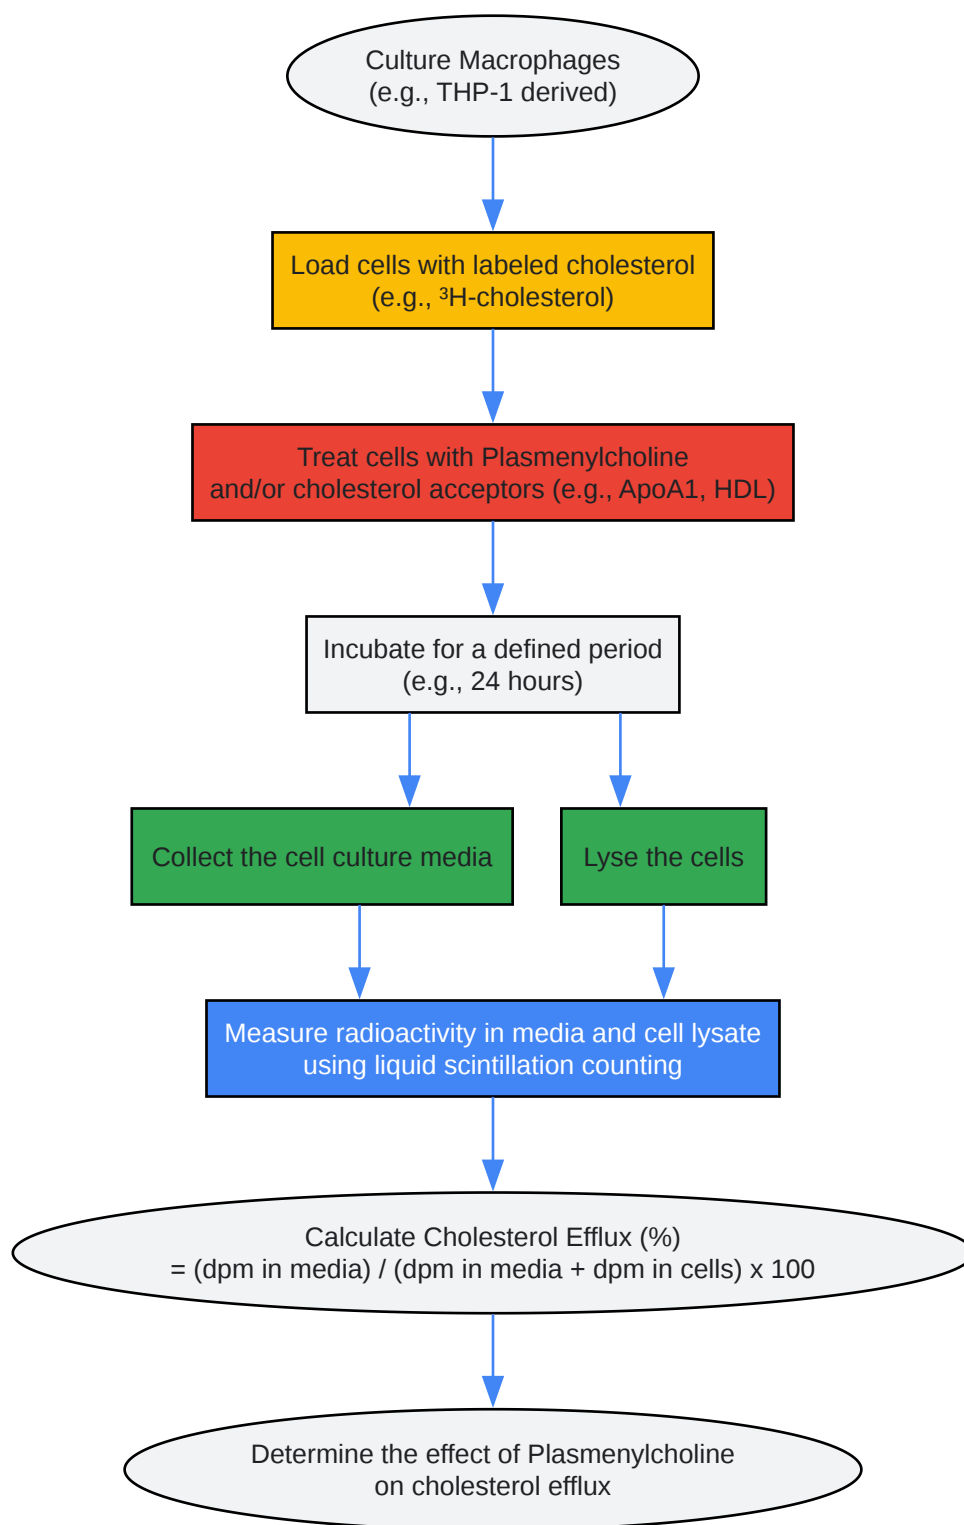 Culture Macrophages
(e.g., THP-1 derived)
Load cells with labeled cholesterol
(e.g., ³H-cholesterol)
Treat cells with Plasmenylcholine
and/or cholesterol acceptors (e.g., ApoA1, HDL)
Incubate for a defined period
(e.g., 24 hours)
Collect the cell culture media
Lyse the cells
Measure radioactivity in media and cell lysate
using liquid scintillation counting
Calculate Cholesterol Efflux (%)
= (dpm in media) / (dpm in media + dpm in cells) x 100
Determine the effect of Plasmenylcholine
on cholesterol efflux